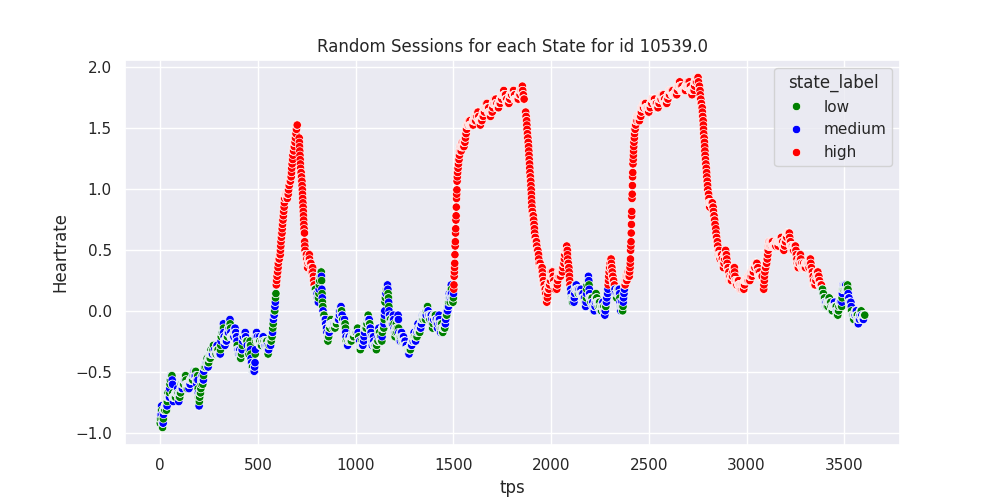 Random Sessions for each State for id 10539.0
2.0
1.5
1.0
0.5
0.0
−0.5
−1.0
Heartrate
state_label
low
medium
high
0 500 1000 1500 2000 2500 3000 3500
tps